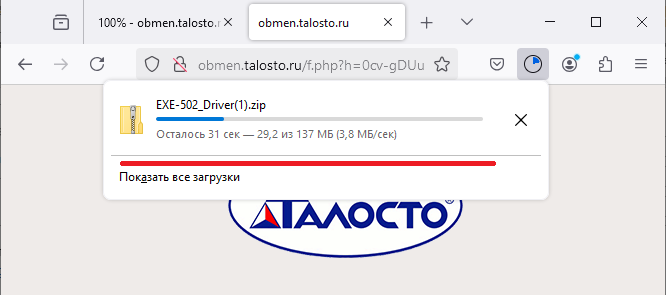 100% - obmen.talosto.r
obmen.talosto.ru
obmen.talosto.ru/f.php?h=0cv-gDUu
EXE-502_Driver(1).zip
Осталось 31 сек — 29,2 из 137 МБ (3,8 МБ/сек)
Показать все загрузки
ТАЛОСТО®